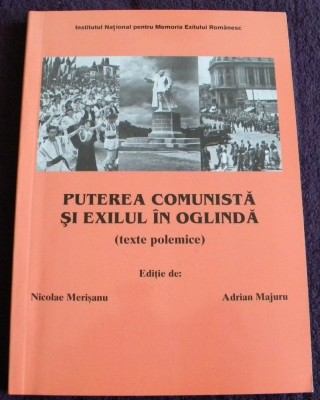 Institutul Național pentru Memoria Exilului Românesc
PUTEREA COMUNISTĂ
ȘI EXILUL ÎN OGLINDĂ
(texte polemice)
Ediție de:
Nicolae Merișanu Adrian Majuru